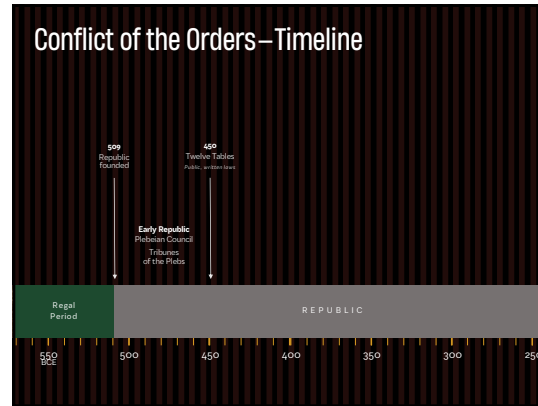 Conflict of the Orders–Timeline
509
Republic
founded
450
Twelve Tables
Public, written laws
Early Republic
Plebeian Council
Tribunes
of the Plebs
Regal
Period
REPUBLIC
550 500 450 400 350 300 250
BCE